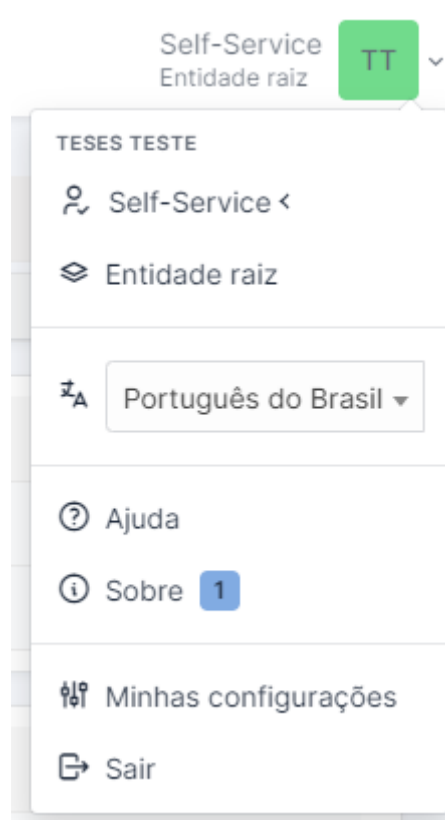 Self-Service
Entidade raiz
TT
TESES TESTE
Self-Service
Entidade raiz
Português do Brasil
Ajuda
Sobre 1
Minhas configurações
Sair